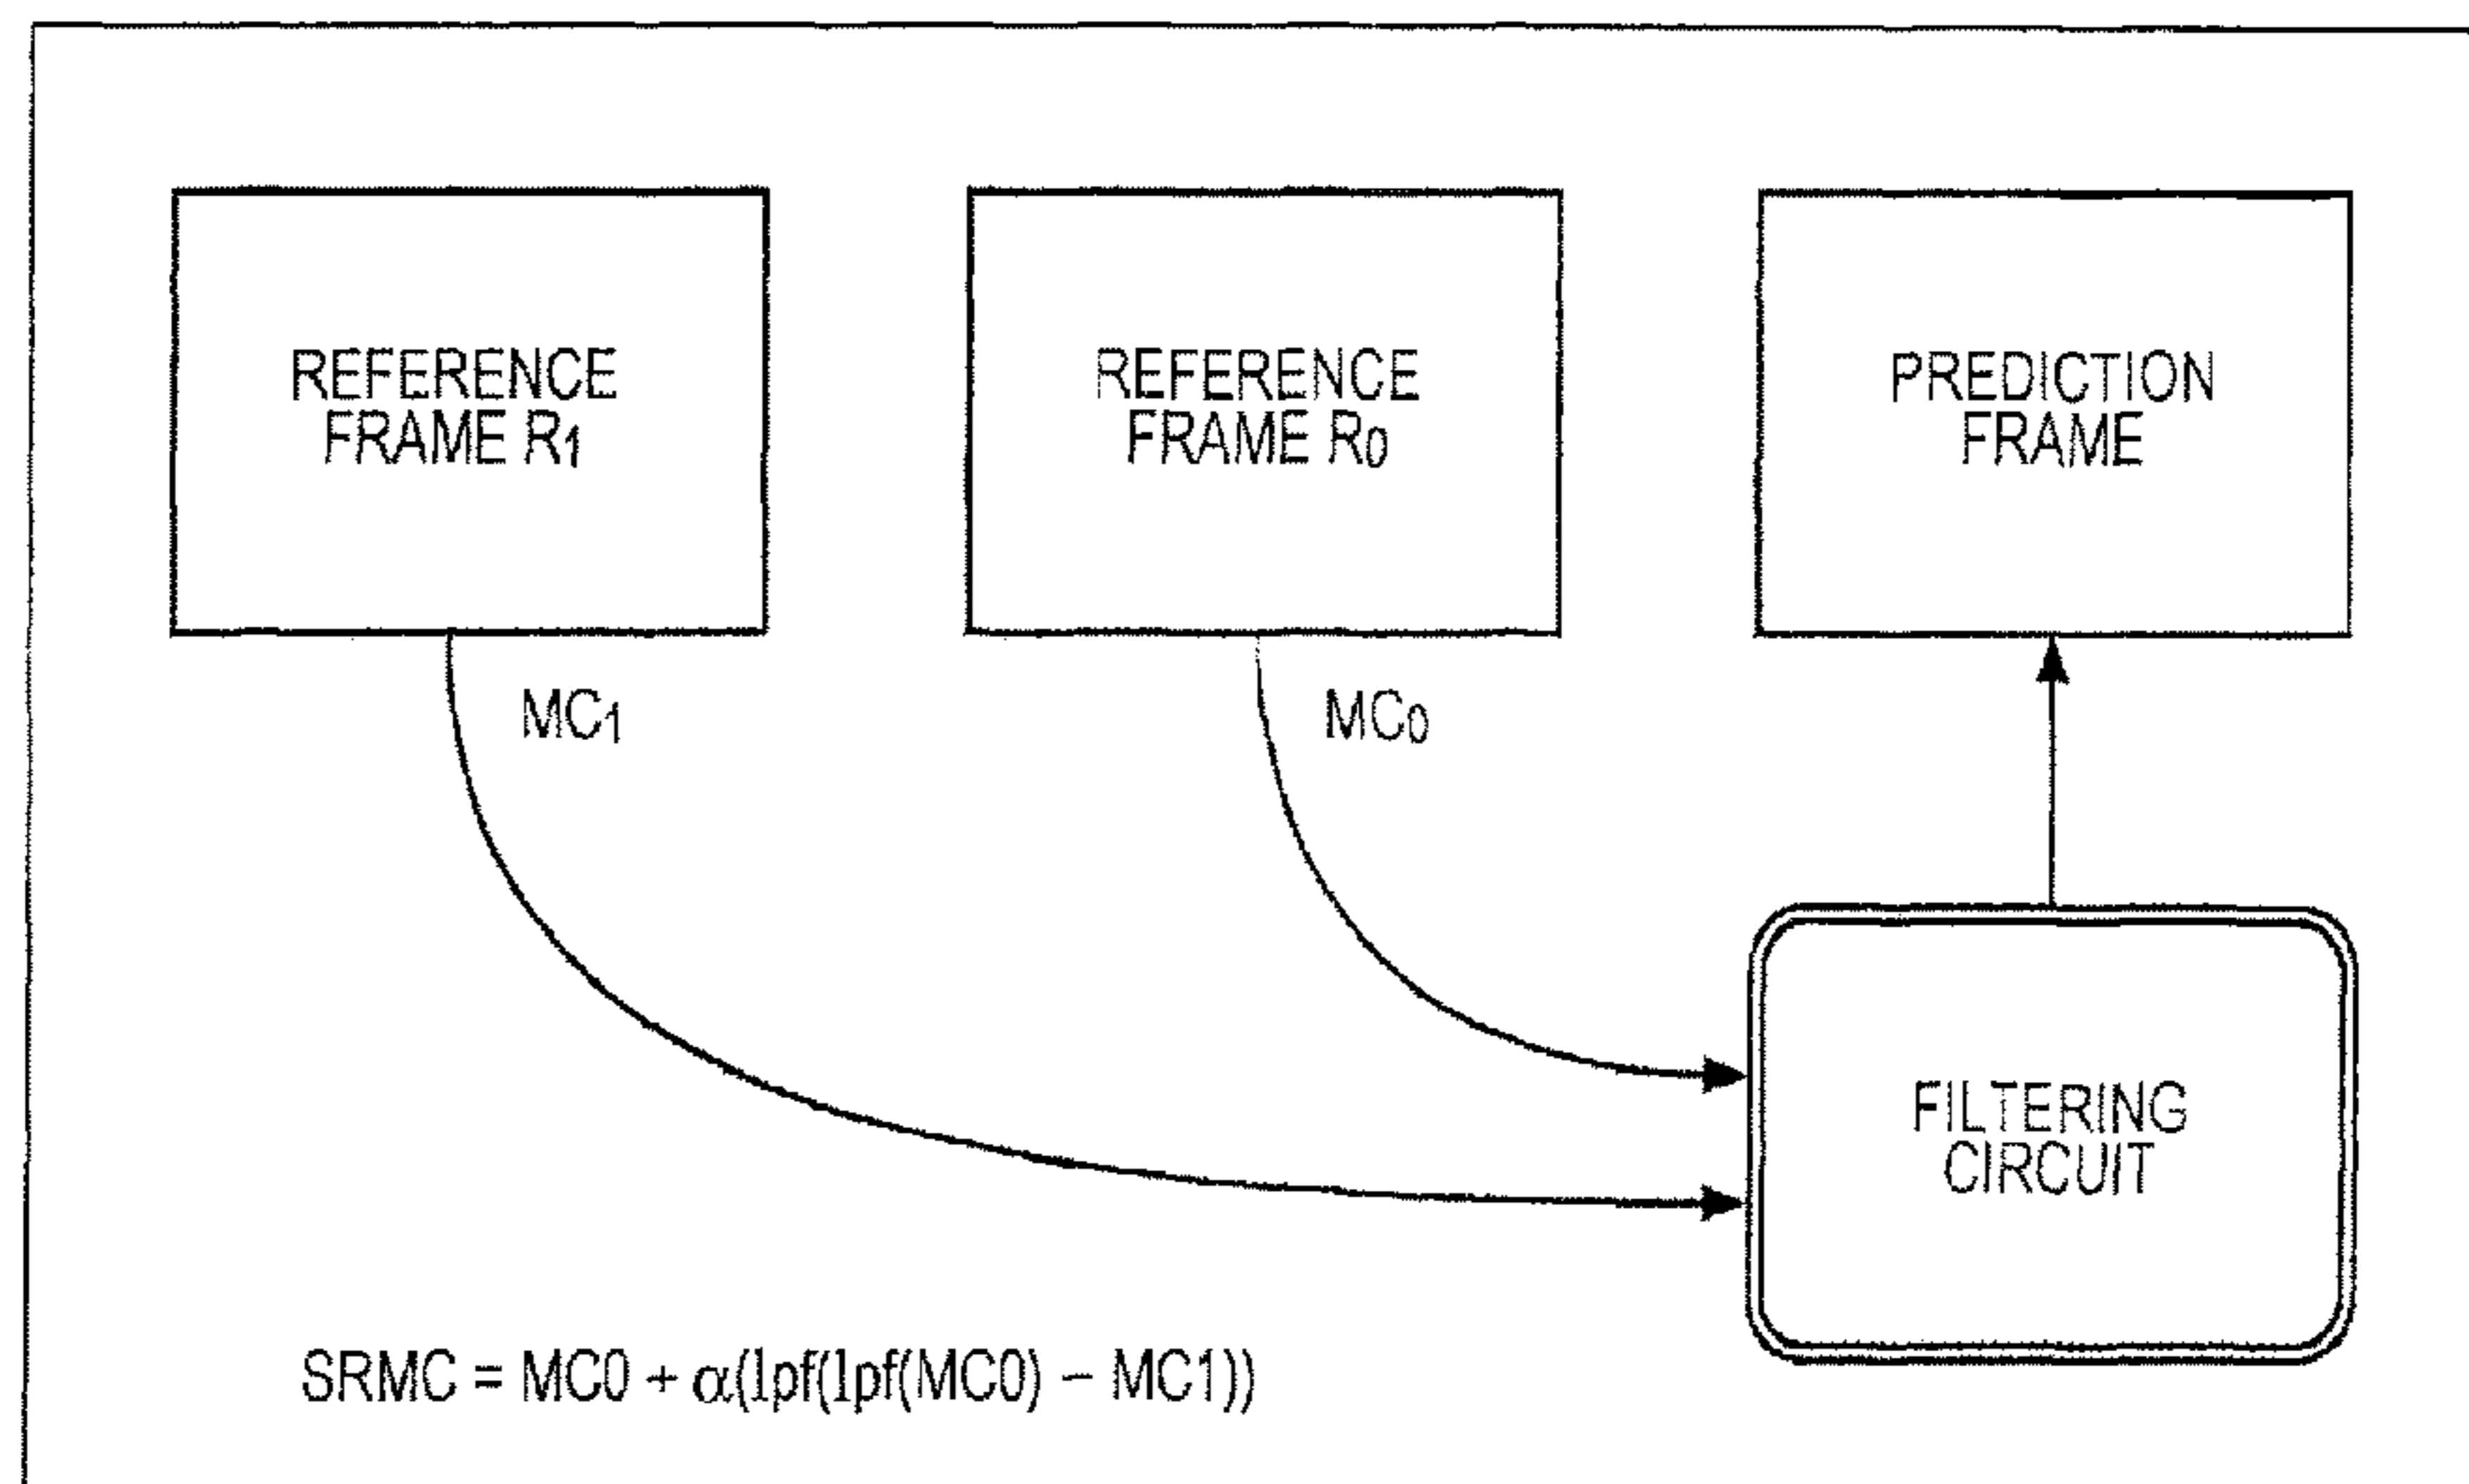 REFERENCE
FRAME R1
REFERENCE
FRAME R0
PREDICTION
FRAME
MC1
MC0
FILTERING
CIRCUIT
SRMC = MC0 + α(lpf(lpf(MC0) − MC1))